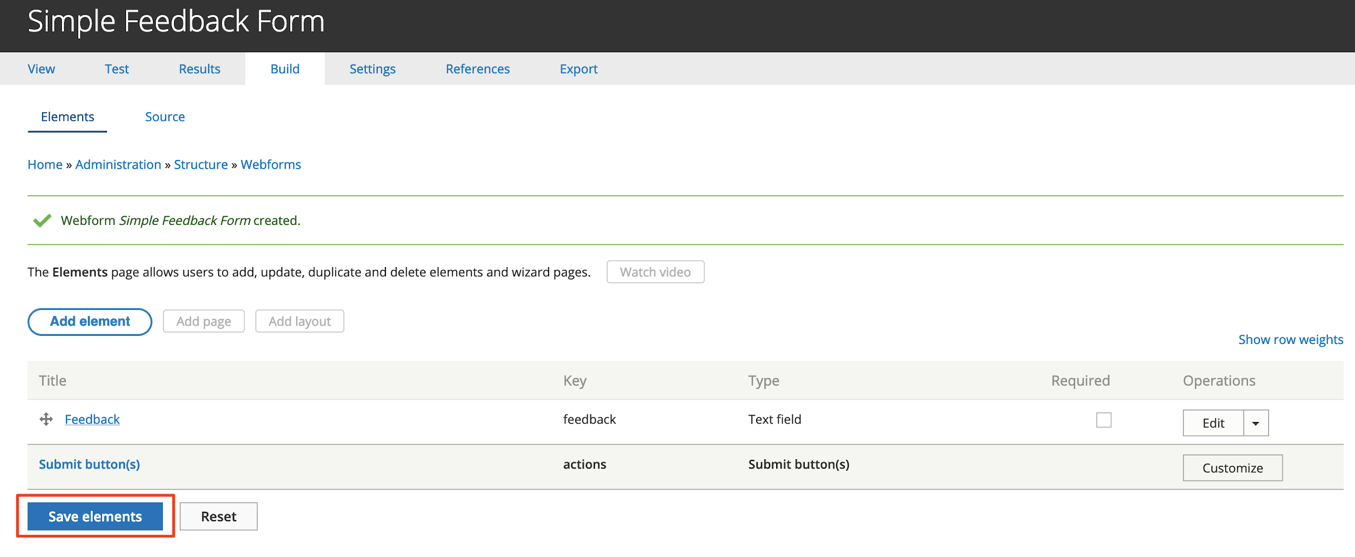 Simple Feedback Form
View Test Results Build Settings References Export
Elements Source
Home » Administration » Structure » Webforms
Webform Simple Feedback Form created.
The Elements page allows users to add, update, duplicate and delete elements and wizard pages. Watch video
Add element Add page Add layout
Show row weights
Title Key Type Required Operations
Feedback feedback Text field Edit
Submit button(s) actions Submit button(s) Customize
Save elements Reset